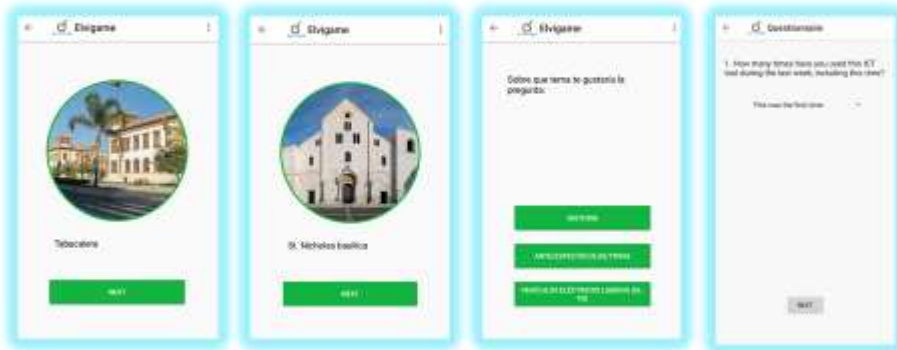 Elvigame
Tabacalera
NEXT
Elvigame
St. Nicholas basilica
NEXT
Elvigame
Sobre que tema te gustaría la
pregunta:
HISTORIA
Questionnaire
1. How many times have you used this ICT
tool during the last week, including this time?
This was the first time
NEXT